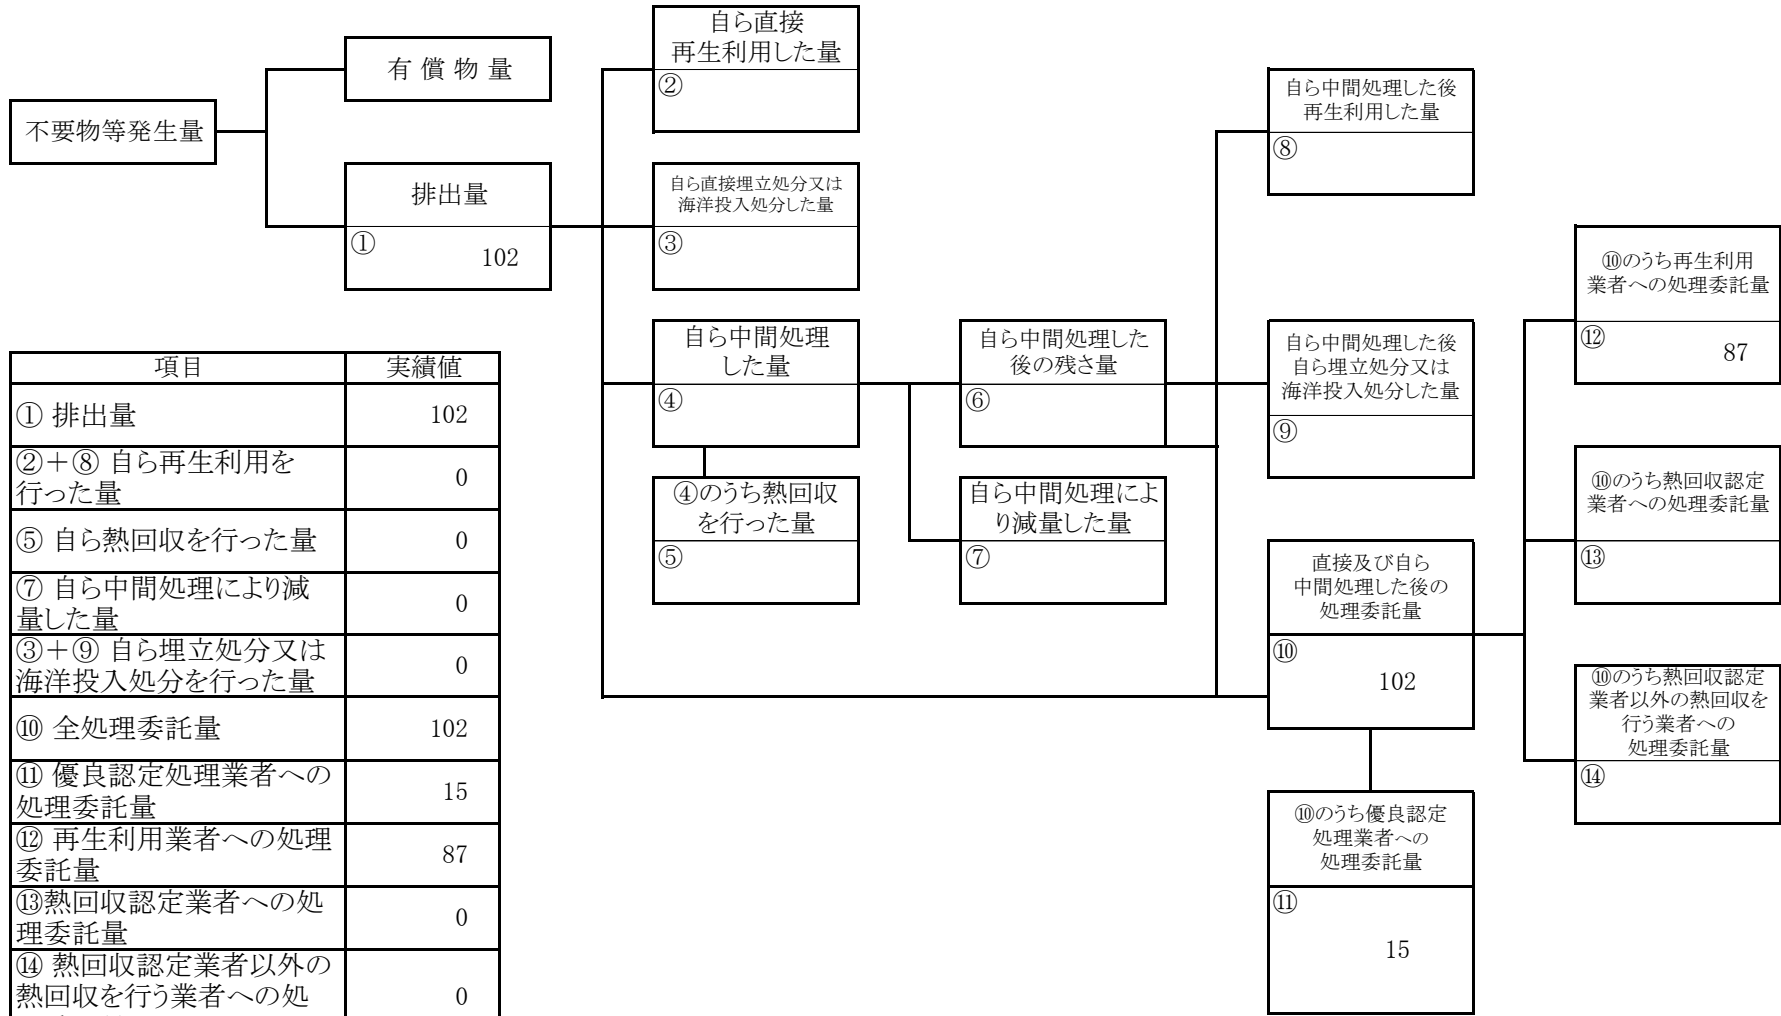 不要物等発生量
有 償 物 量
排出量
①
102
自ら直接
再生利用した量
②
自ら直接埋立処分又は
海洋投入処分した量
③
自ら中間処理
した量
④
④のうち熱回収
を行った量
⑤
自ら中間処理した
後の残さ量
⑥
自ら中間処理によ
り減量した量
⑦
自ら中間処理した後
再生利用した量
⑧
自ら中間処理した後
自ら埋立処分又は
海洋投入処分した量
⑨
直接及び自ら
中間処理した後の
処理委託量
⑩
102
⑩のうち優良認定
処理業者への
処理委託量
⑪
15
⑩のうち再生利用
業者への処理委託量
⑫
87
⑩のうち熱回収認定
業者への処理委託量
⑬
⑩のうち熱回収認定
業者以外の熱回収を
行う業者への
処理委託量
⑭
項目 実績値
① 排出量 102
②+⑧ 自ら再生利用を
行った量 0
⑤ 自ら熱回収を行った量 0
⑦ 自ら中間処理により減
量した量 0
③+⑨ 自ら埋立処分又は
海洋投入処分を行った量 0
⑩ 全処理委託量 102
⑪ 優良認定処理業者への
処理委託量 15
⑫ 再生利用業者への処理
委託量 87
⑬熱回収認定業者への処
理委託量 0
⑭ 熱回収認定業者以外の
熱回収を行う業者への処 0